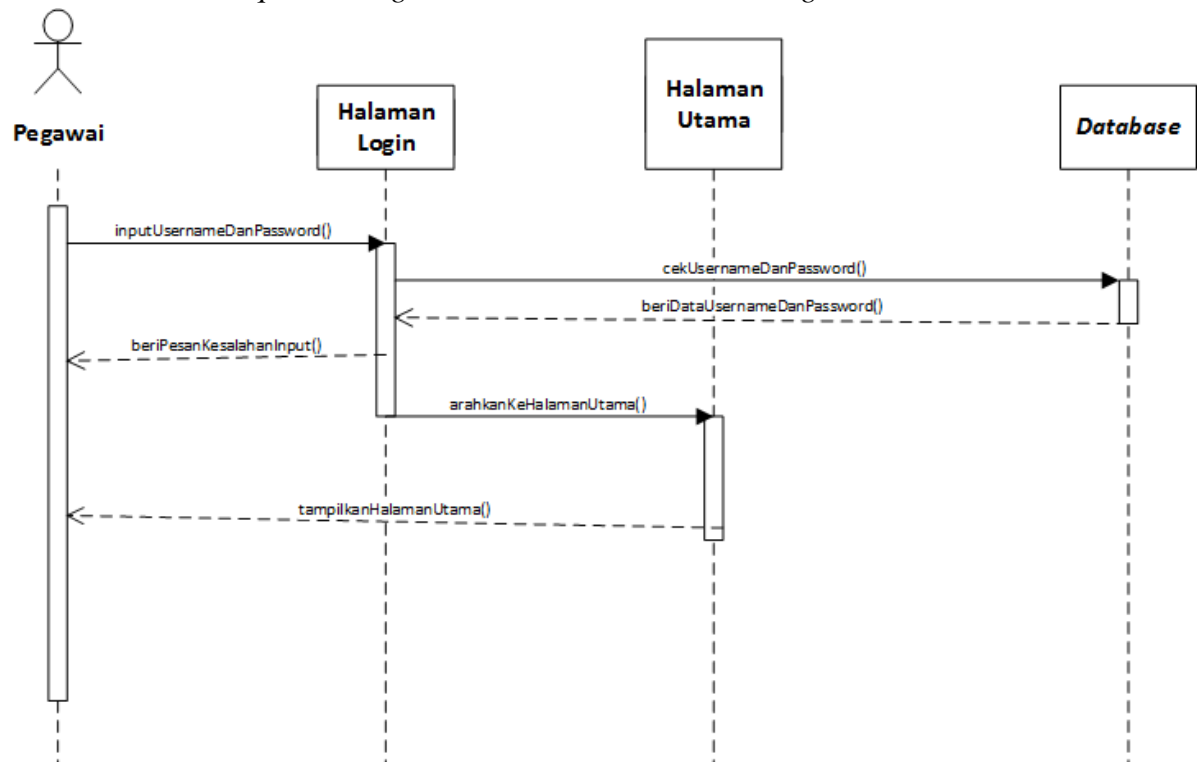 Pegawai
Halaman
Login
Halaman
Utama
Database
inputUsernameDanPassword()
cekUsernameDanPassword()
beriDataUsernameDanPassword()
beriPesanKesalahanInput()
arahkanKeHalamanUtama()
tampilkanHalamanUtama()